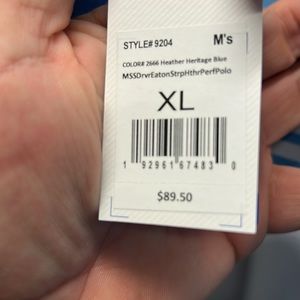 STYLE# 9204 M's
COLOR# 2666 Heather Heritage Blue
MSSDrvrEatonStrpHthrPerfPolo
XL
1 92961 67483 0
$89.50